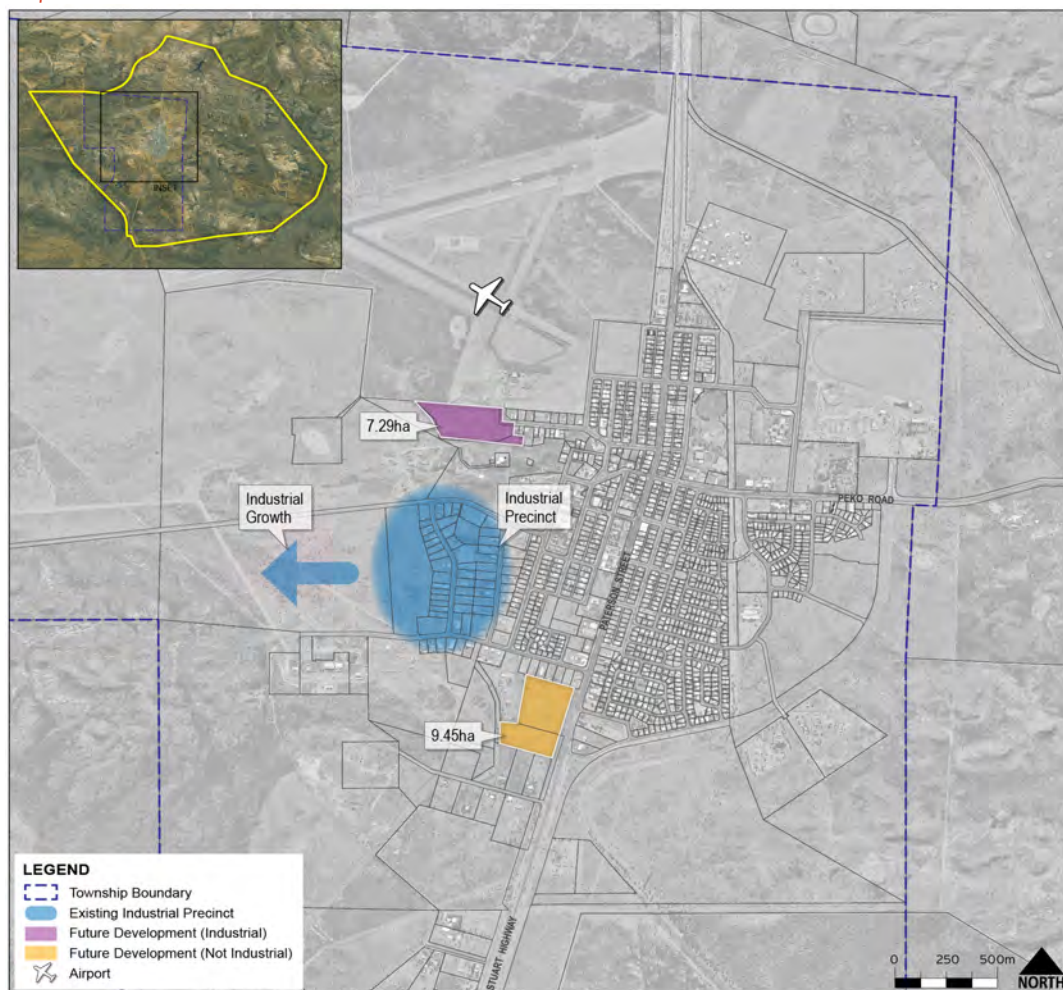 INSET
7.29ha
Industrial
Growth
Industrial
Precinct
PEKO ROAD
PATERSON STREET
9.45ha
STUART HIGHWAY
LEGEND
Township Boundary
Existing Industrial Precinct
Future Development (Industrial)
Future Development (Not Industrial)
Airport
0 250 500m
NORTH